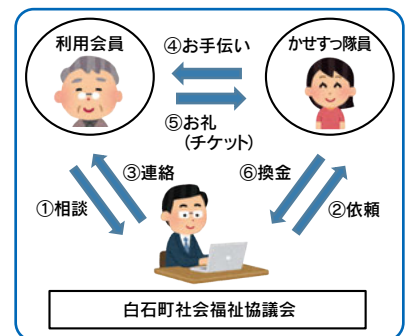 利用会員
④お手伝い
かせすっ隊員
⑤お礼
(チケット)
③連絡
⑥換金
①相談
②依頼
白石町社会福祉協議会